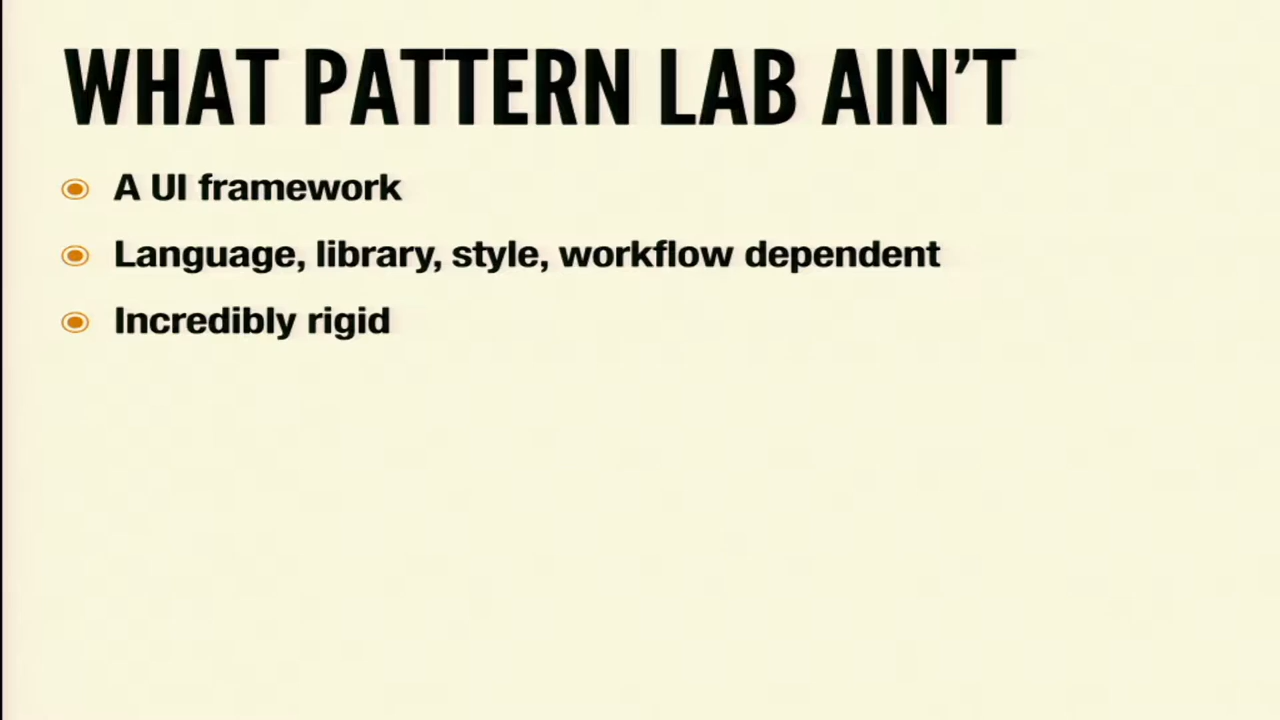 WHAT PATTERN LAB AIN’T
A UI framework
Language, library, style, workflow dependent
Incredibly rigid